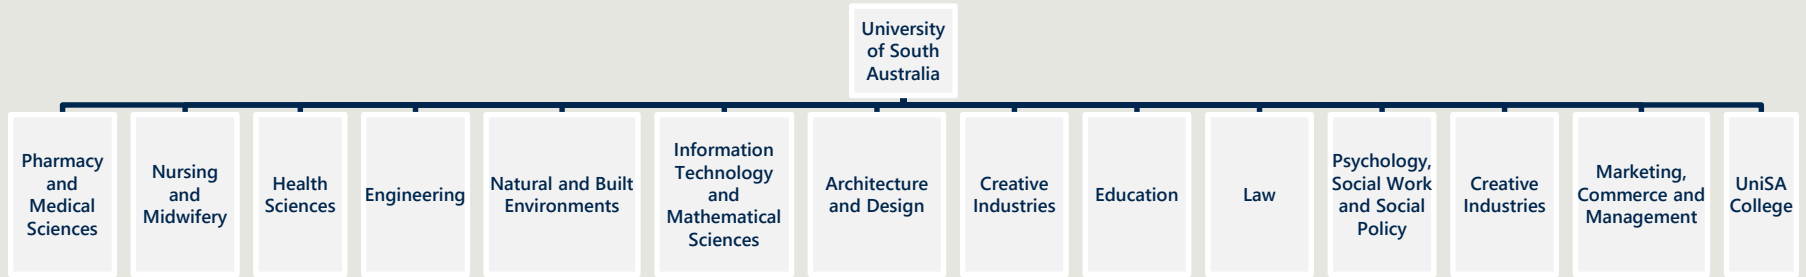 University
of South
Australia
Pharmacy
and
Medical
Sciences
Nursing
and
Midwifery
Health
Sciences
Engineering
Natural and Built
Environments
Information
Technology
and
Mathematical
Sciences
Architecture
and Design
Creative
Industries
Education
Law
Psychology,
Social Work
and Social
Policy
Creative
Industries
Marketing,
Commerce and
Management
UniSA
College